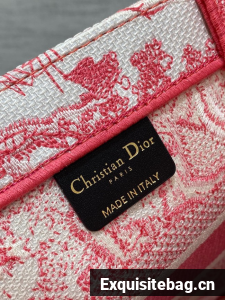 Christian Dior
PARIS
MADE IN ITALY
Exquisitebag.cn